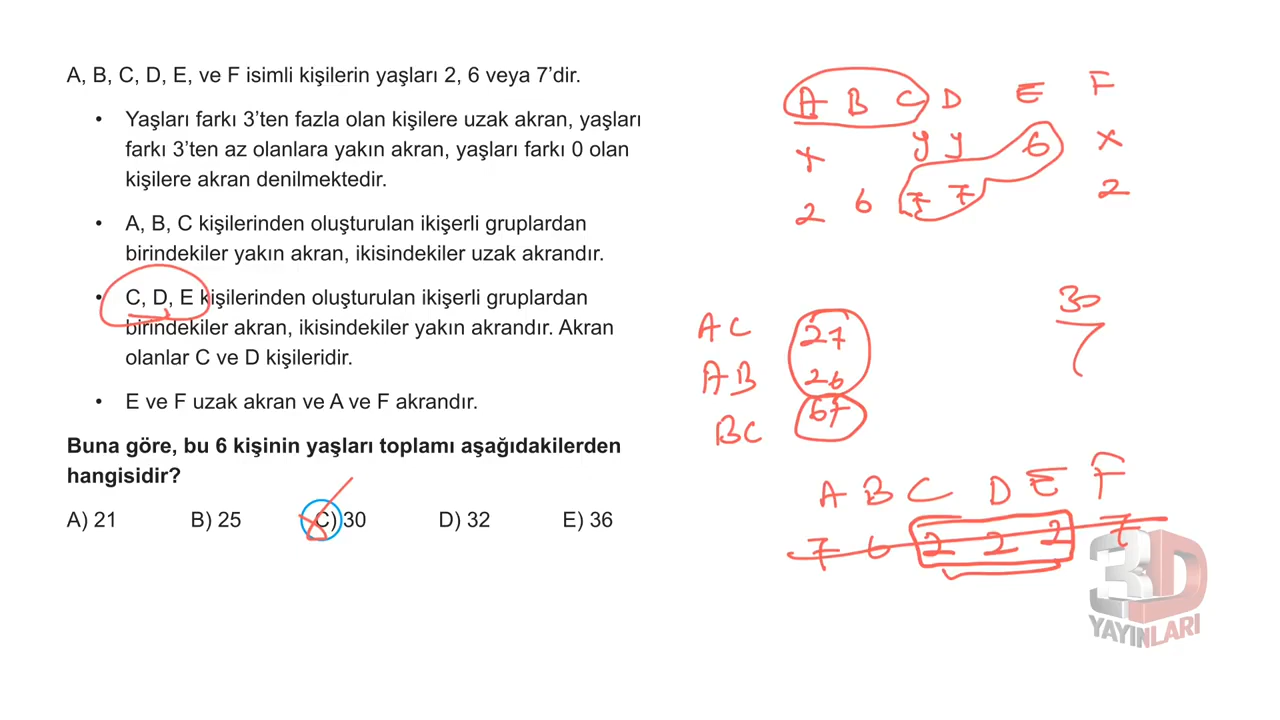 A, B, C, D, E, ve F isimli kişilerin yaşları 2, 6 veya 7'dir.
• Yaşları farkı 3'ten fazla olan kişilere uzak akran, yaşları
farkı 3'ten az olanlara yakın akran, yaşları farkı 0 olan
kişilere akran denilmektedir.
• A, B, C kişilerinden oluşturulan ikişerli gruplardan
birindekiler yakın akran, ikisindekiler uzak akrandır.
• C, D, E kişilerinden oluşturulan ikişerli gruplardan
birindekiler akran, ikisindekiler yakın akrandır. Akran
olanlar C ve D kişileridir.
• E ve F uzak akran ve A ve F akrandır.
Buna göre, bu 6 kişinin yaşları toplamı aşağıdakilerden
hangisidir?
A) 21 B) 25 C) 30 D) 32 E) 36
A B C D E F
x y y 6 x
2 6 7 7 2
30
AC 27
AB 26
BC 67
A B C D E F
7 6 2 2 2 7
3D
YAYINLARI